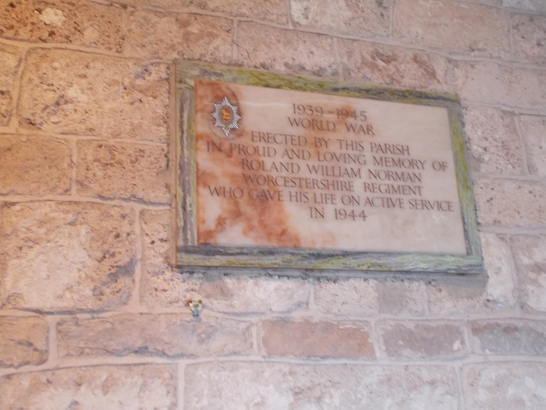 1939-1945
WORLD WAR
ERECTED BY THIS PARISH
IN PROUD AND LOVING MEMORY OF
ROLAND WILLIAM NORMAN
WORCESTERSHIRE REGIMENT
WHO GAVE HIS LIFE ON ACTIVE SERVICE
IN 1944